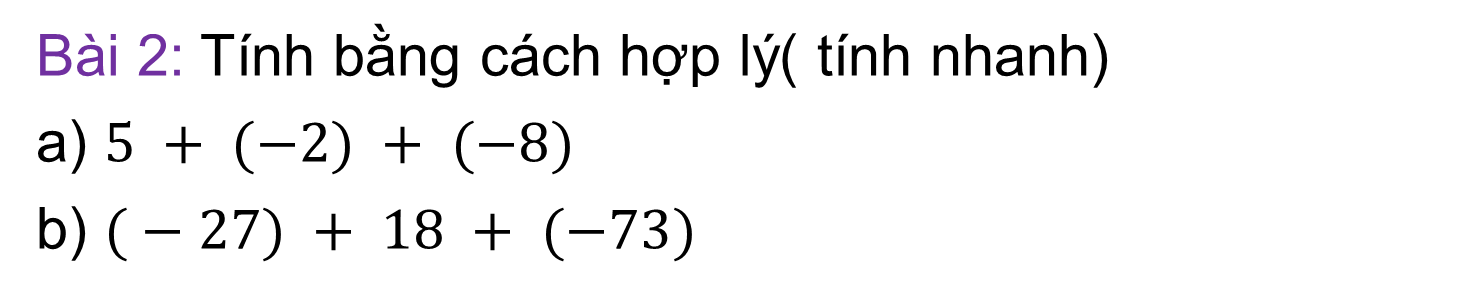 Bài 2: Tính bằng cách hợp lý( tính nhanh)
a) 5 + (−2) + (−8)
b) ( − 27) + 18 + (−73)